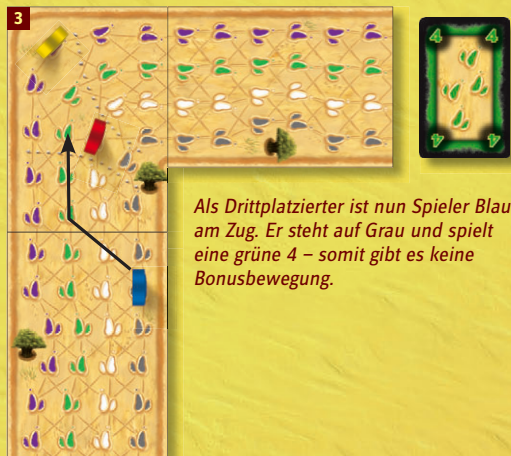 3
4 4
4 4
Als Drittplatzierter ist nun Spieler Blau
am Zug. Er steht auf Grau und spielt
eine grüne 4 – somit gibt es keine
Bonusbewegung.